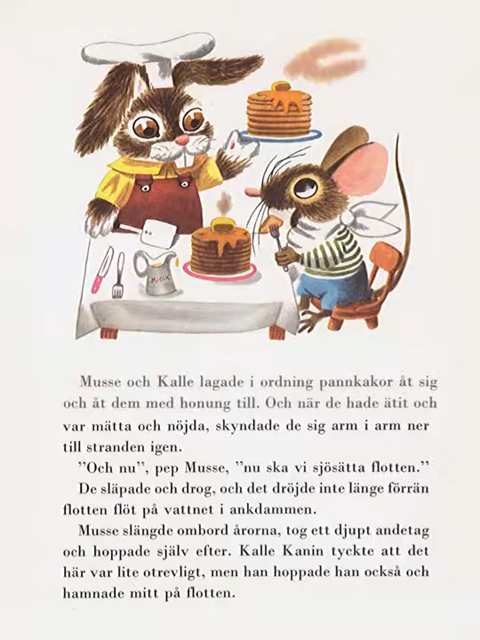 Musse och Kalle lagade i ordning pannkakor åt sig
och åt dem med honung till. Och när de hade ätit och
var mätta och nöjda, skyndade de sig arm i arm ner
till stranden igen.
”Och nu”, pep Musse, ”nu ska vi sjösätta flotten.”
De släpade och drog, och det dröjde inte länge förrän
flotten flöt på vattnet i ankdammen.
Musse slängde ombord årorna, tog ett djupt andetag
och hoppade själv efter. Kalle Kanin tyckte att det
här var lite otrevligt, men han hoppade han också och
hamnade mitt på flotten.